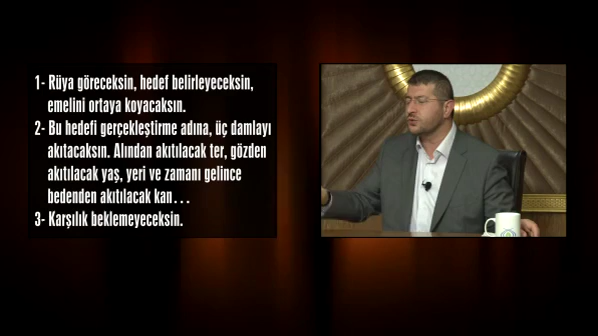 1- Rüya göreceksin, hedef belirleyeceksin,
emelini ortaya koyacaksın.
2- Bu hedefi gerçekleştirme adına, üç damlayı
akıtacaksın. Alından akıtılacak ter, gözden
akıtılacak yaş, yeri ve zamanı gelince
bedenden akıtılacak kan...
3- Karşılık beklemeyeceksin.